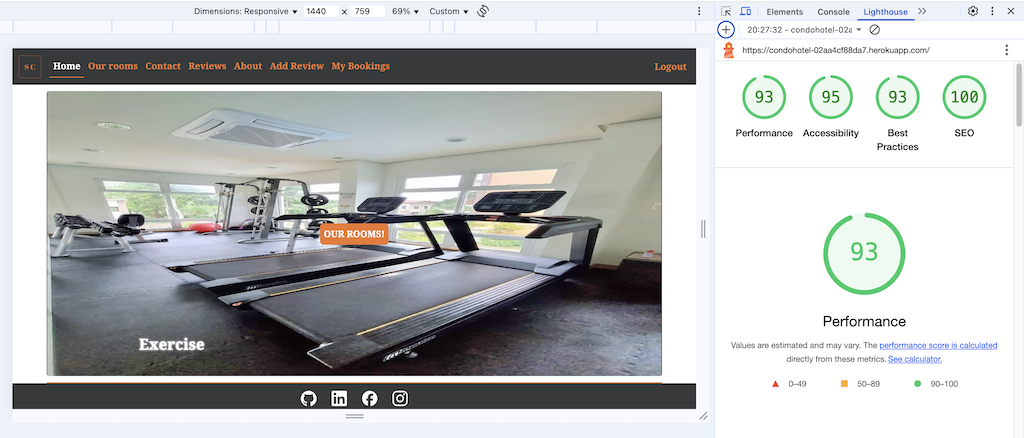 Dimensions: Responsive 1440 x 759 69% Custom
Elements Console Lighthouse
20:27:32 - condohotel-02a
https://condohotel-02aa4cf88da7.herokuapp.com/
SC Home Our rooms Contact Reviews About Add Review My Bookings Logout
OUR ROOMS!
Exercise
93 95 93 100
Performance Accessibility Best Practices SEO
93
Performance
Values are estimated and may vary. The performance score is calculated
directly from these metrics. See calculator.
0–49 50–89 90–100